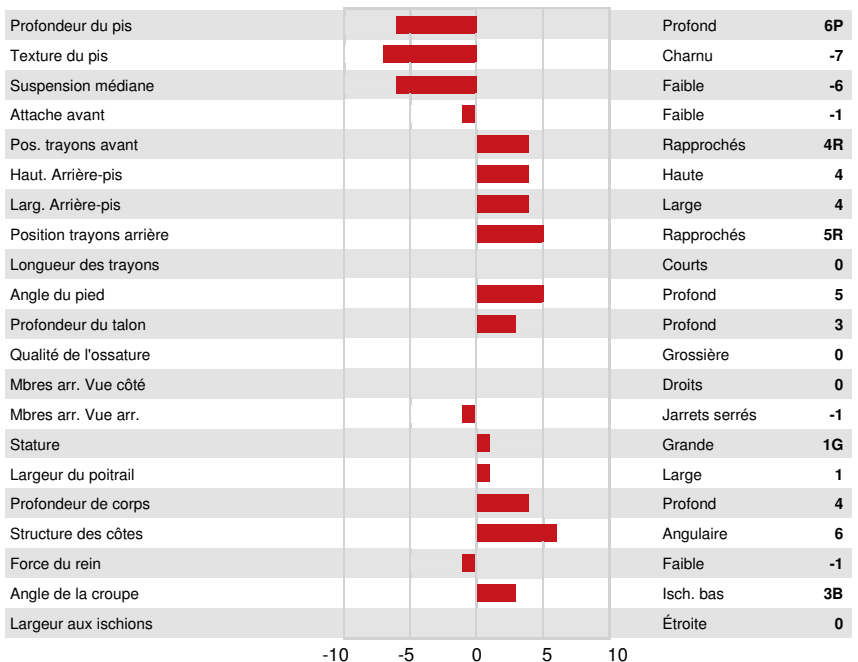 Profondeur du pis Profond 6P
Texture du pis Charnu -7
Suspension médiane Faible -6
Attache avant Faible -1
Pos. trayons avant Rapprochés 4R
Haut. Arrière-pis Haute 4
Larg. Arrière-pis Large 4
Position trayons arrière Rapprochés 5R
Longueur des trayons Courts 0
Angle du pied Profond 5
Profondeur du talon Profond 3
Qualité de l'ossature Grossière 0
Mbres arr. Vue côté Droits 0
Mbres arr. Vue arr. Jarrets serrés -1
Stature Grande 1G
Largeur du poitrail Large 1
Profondeur de corps Profond 4
Structure des côtes Angulaire 6
Force du rein Faible -1
Angle de la croupe Isch. bas 3B
Largeur aux ischions Étroite 0
-10 -5 0 5 10